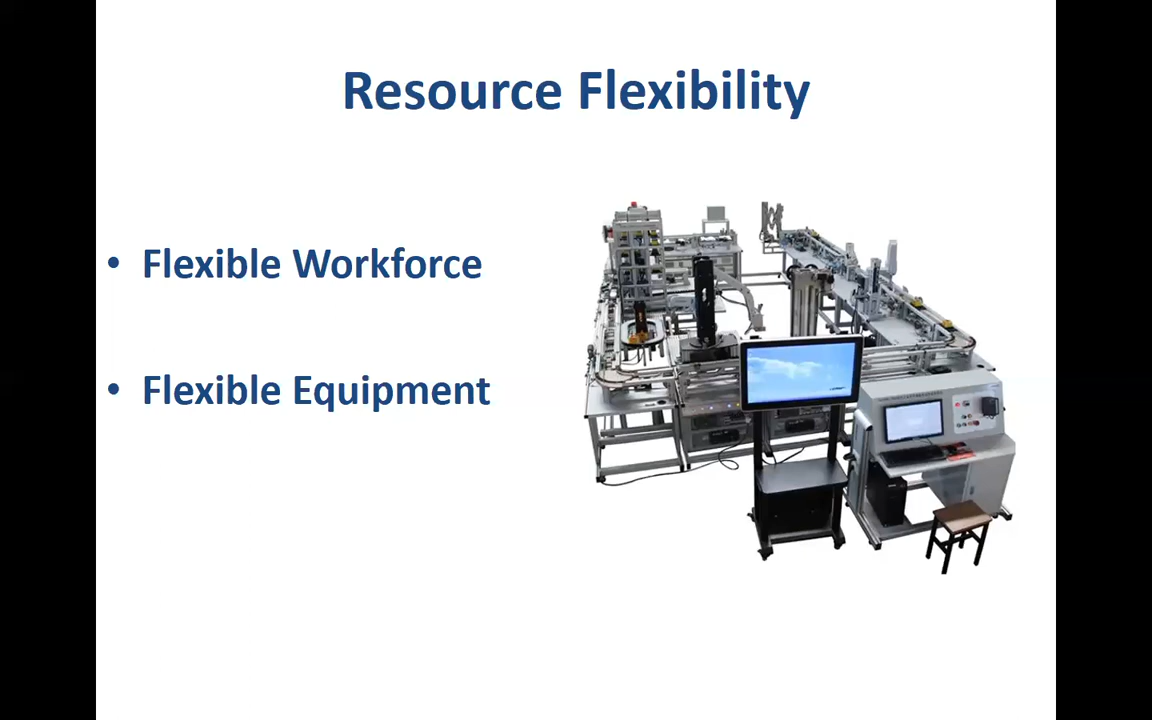 Resource Flexibility
• Flexible Workforce
• Flexible Equipment